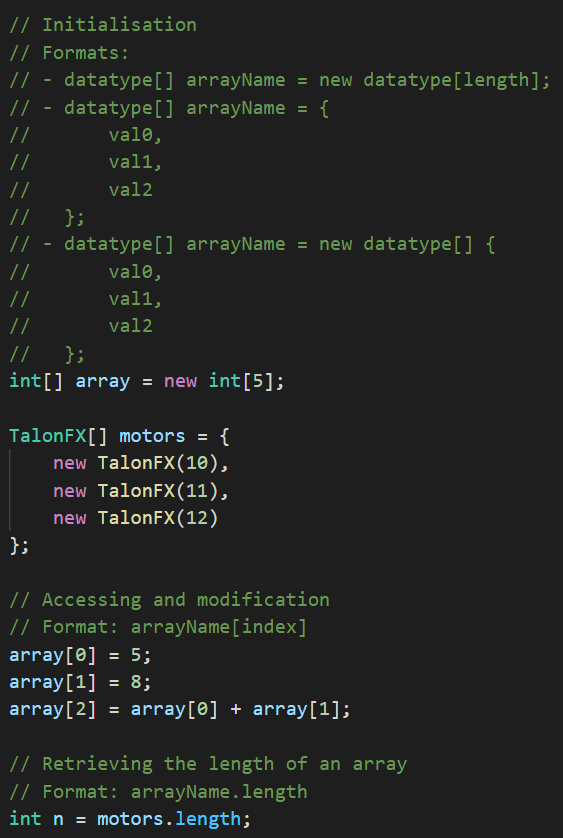 // Initialisation
// Formats:
// - datatype[] arrayName = new datatype[length];
// - datatype[] arrayName = {
//       val0,
//       val1,
//       val2
//   };
// - datatype[] arrayName = new datatype[] {
//       val0,
//       val1,
//       val2
//   };
int[] array = new int[5];

TalonFX[] motors = {
    new TalonFX(10),
    new TalonFX(11),
    new TalonFX(12)
};

// Accessing and modification
// Format: arrayName[index]
array[0] = 5;
array[1] = 8;
array[2] = array[0] + array[1];

// Retrieving the length of an array
// Format: arrayName.length
int n = motors.length;